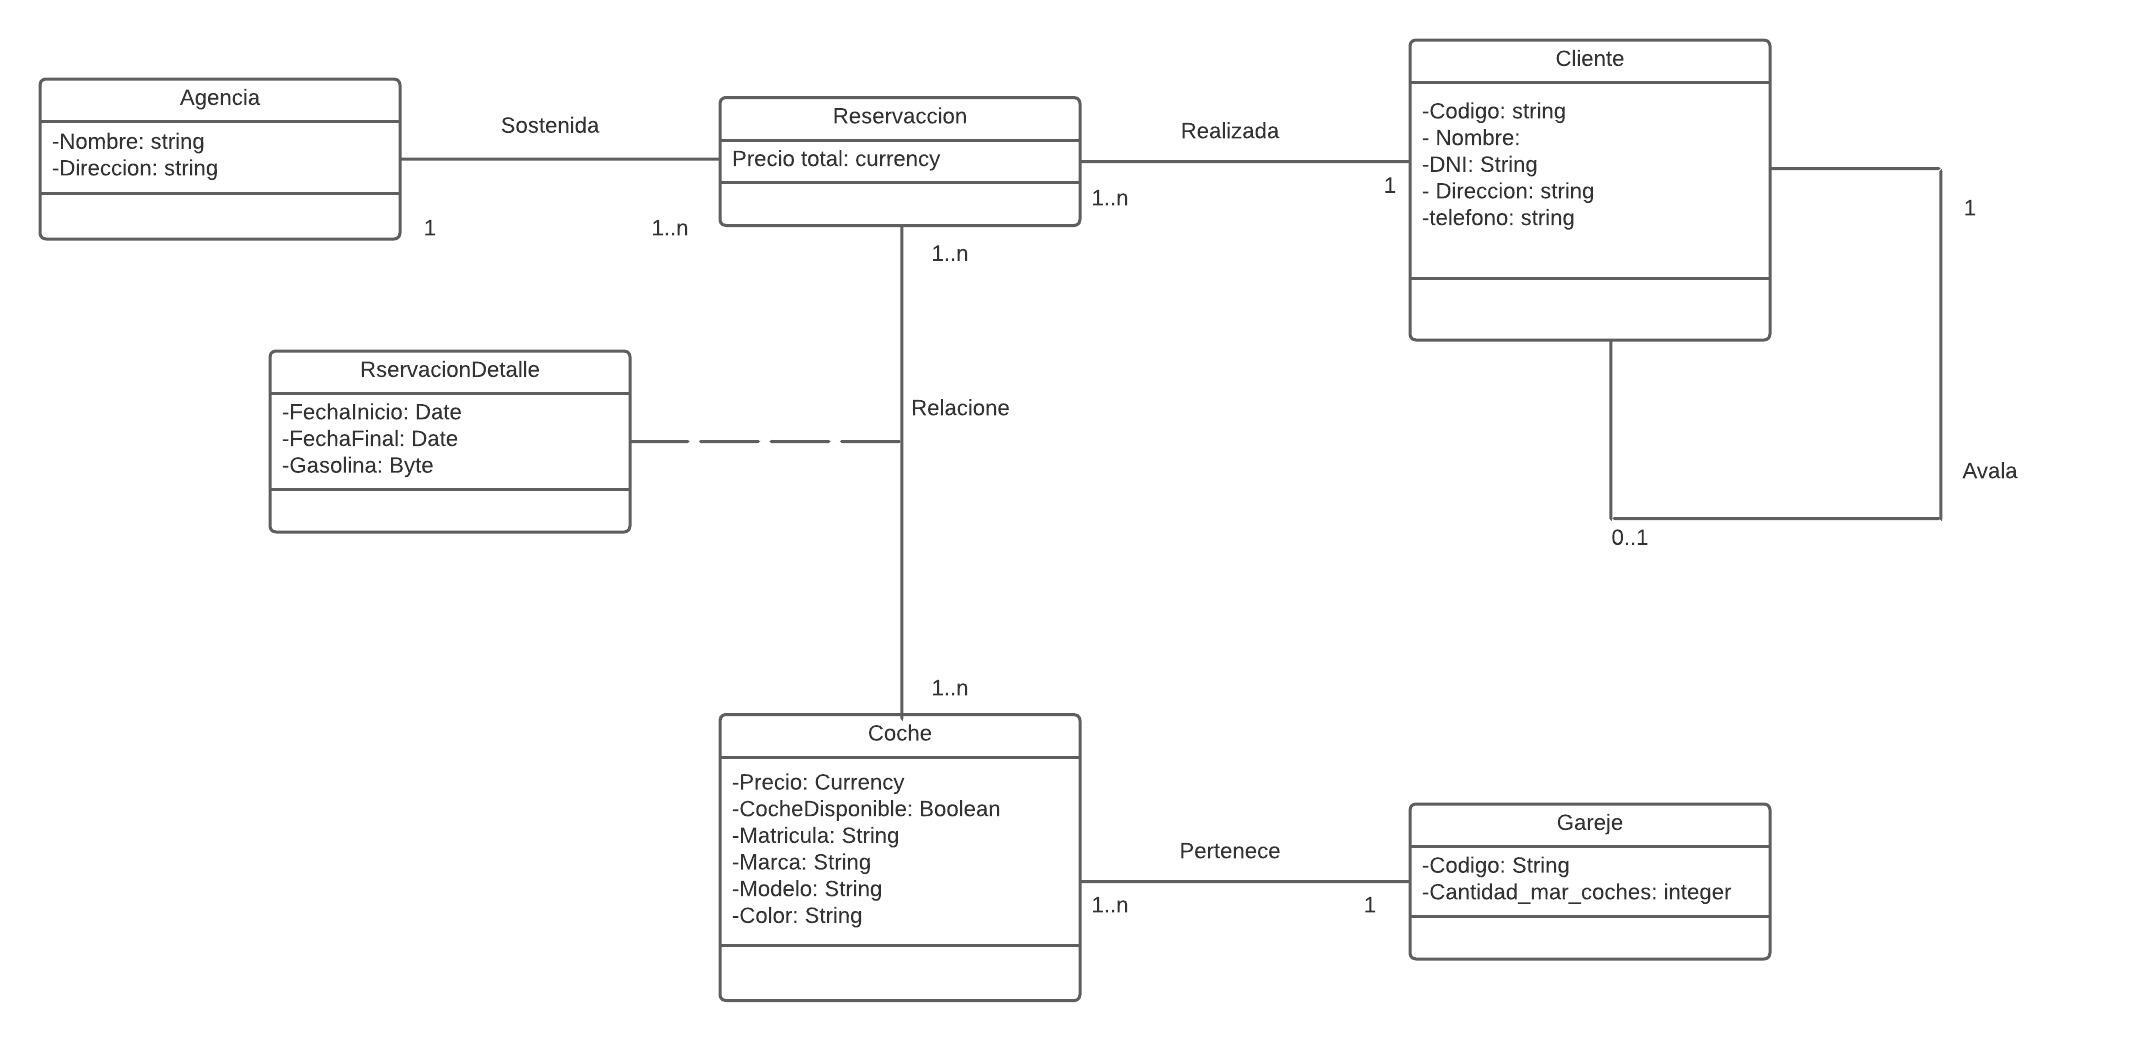 Agencia
-Nombre: string
-Direccion: string
Sostenida
1
1..n
Reservaccion
Precio total: currency
Realizada
1..n
1
Cliente
-Codigo: string
- Nombre:
-DNI: String
- Direccion: string
-telefono: string
1
Avala
0..1
1..n
Relacione
1..n
RservacionDetalle
-FechaInicio: Date
-FechaFinal: Date
-Gasolina: Byte
Coche
-Precio: Currency
-CocheDisponible: Boolean
-Matricula: String
-Marca: String
-Modelo: String
-Color: String
Pertenece
1..n
1
Gareje
-Codigo: String
-Cantidad_mar_coches: integer